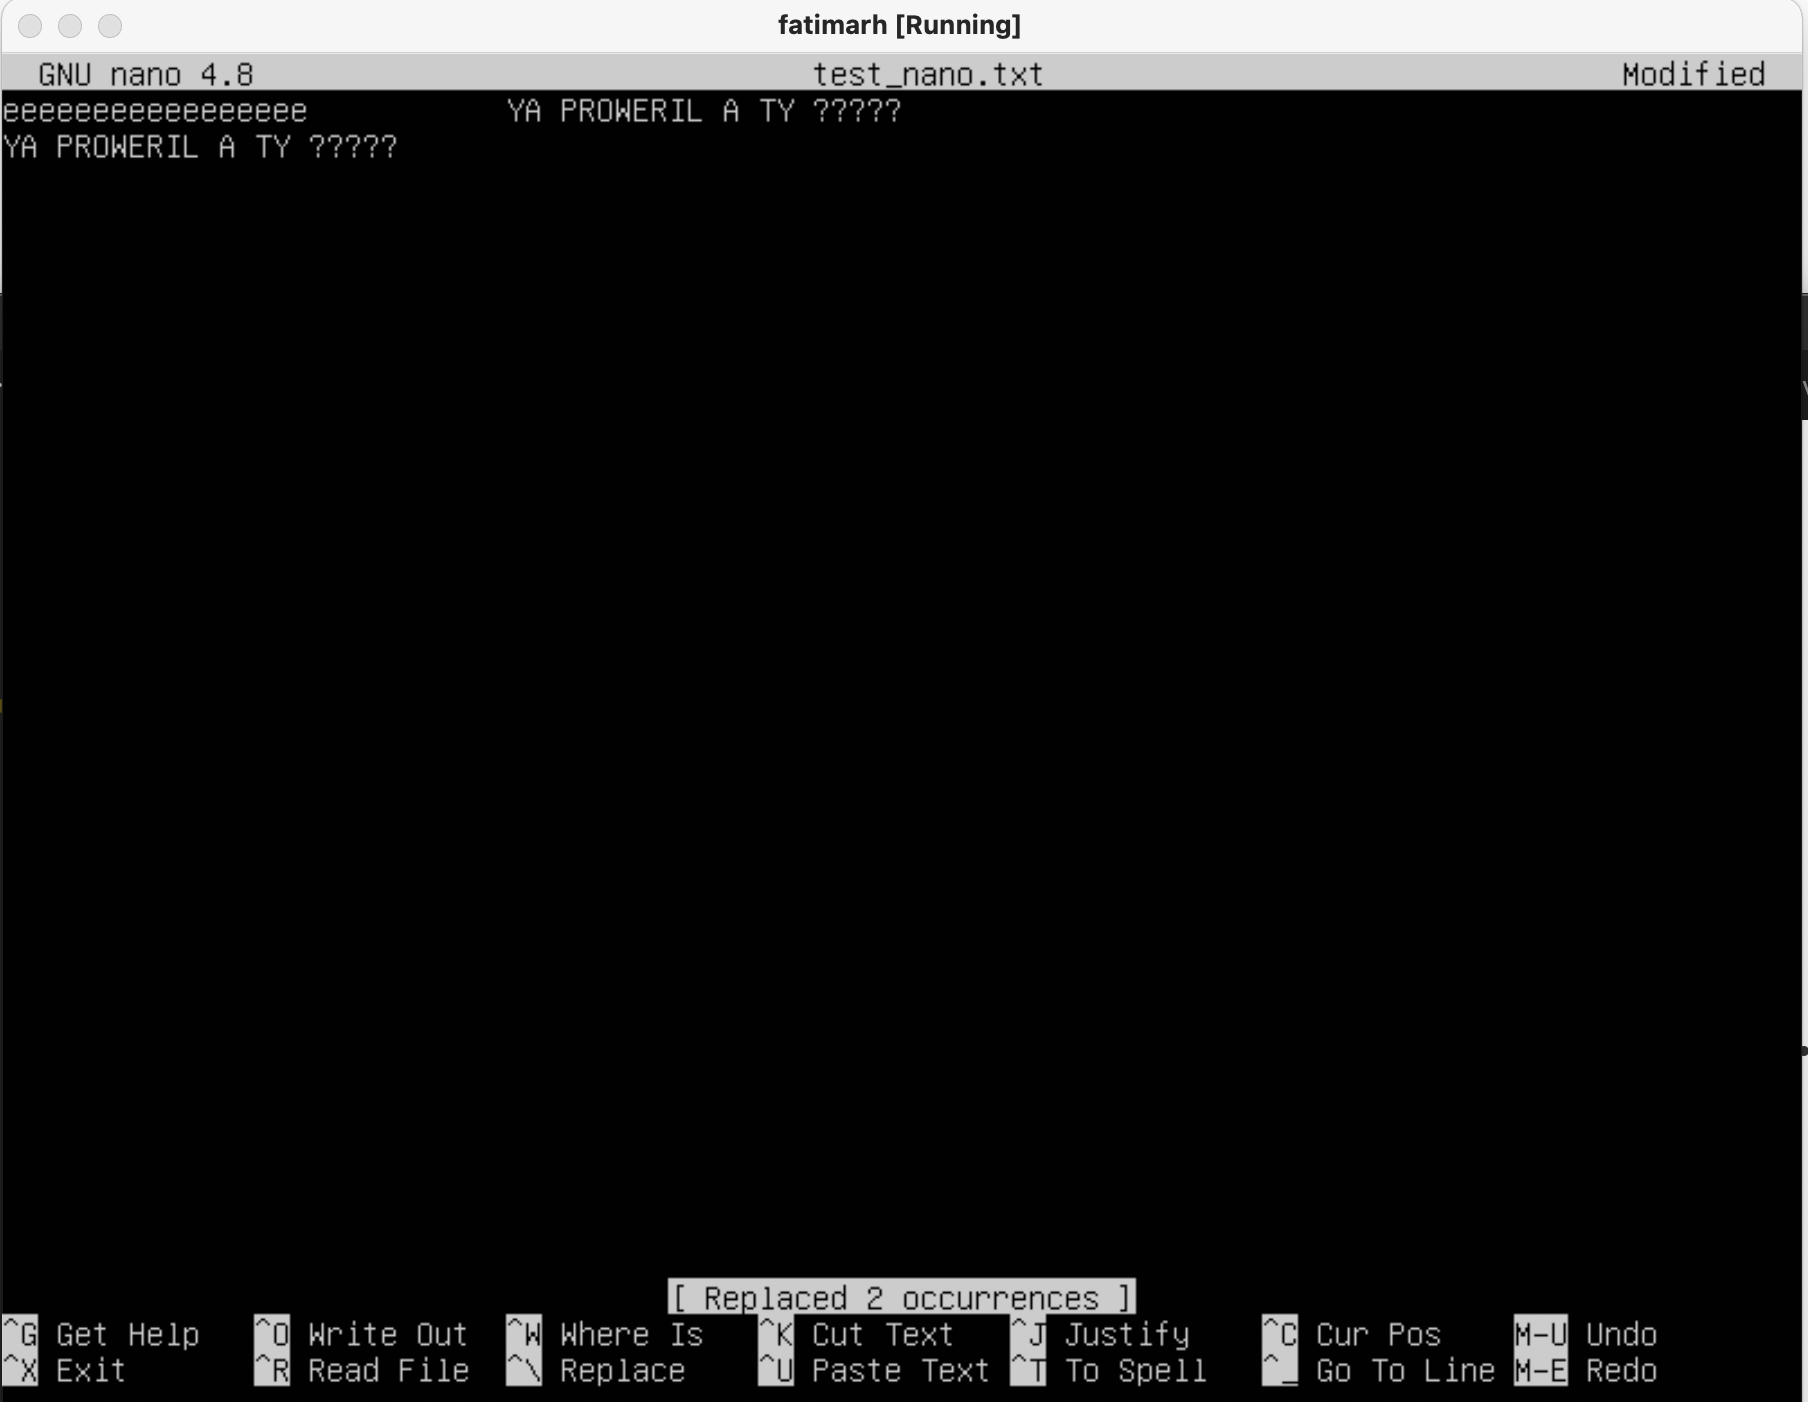 fatimarh [Running]
GNU nano 4.8 test_nano.txt Modified
eeeeeeeeeeeeeeeee YA PROWERIL A TY ?????
YA PROWERIL A TY ?????
[ Replaced 2 occurrences ]
^G Get Help ^O Write Out ^W Where Is ^K Cut Text ^J Justify ^C Cur Pos M-U Undo
^X Exit ^R Read File ^\ Replace ^U Paste Text ^T To Spell ^_ Go To Line M-E Redo